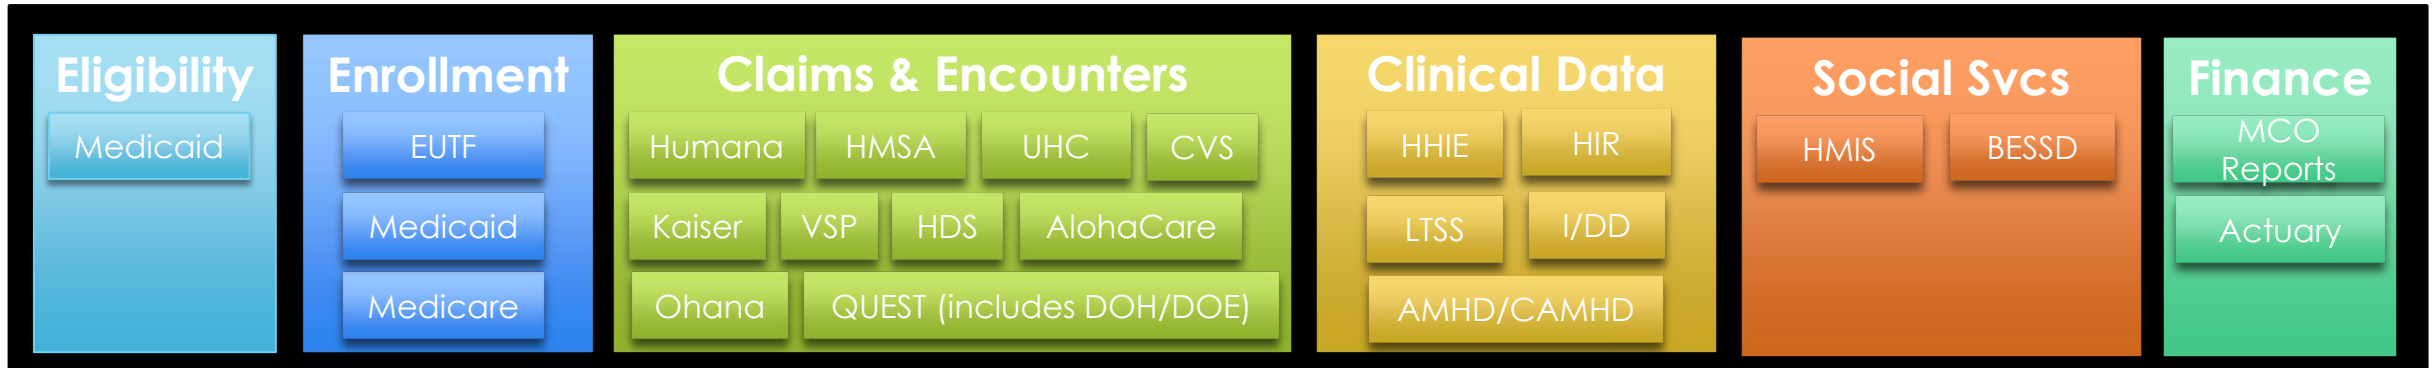 Eligibility
Medicaid
Enrollment
EUTF
Medicaid
Medicare
Claims & Encounters
Humana
HMSA
UHC
CVS
Kaiser
VSP
HDS
AlohaCare
Ohana
QUEST (includes DOH/DOE)
Clinical Data
HHIE
HIR
LTSS
I/DD
AMHD/CAMHD
Social Svcs
HMIS
BESSD
Finance
MCO
Reports
Actuary